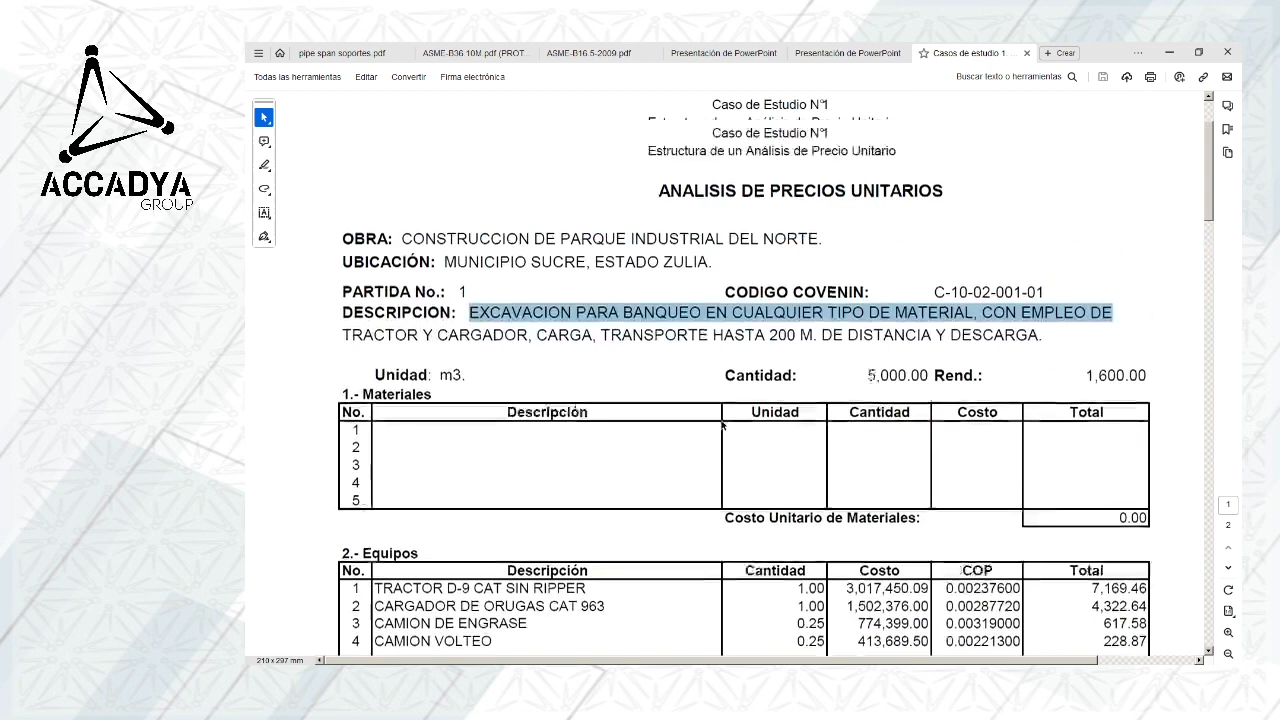 ACCADYA
GROUP
pipe span soportes.pdf
ASME-B36 10M.pdf (PROT...
ASME-B16.5-2009 pdf
Presentación de PowerPoint
Presentación de PowerPoint
Casos de estudio 1. ...
Crear
Todas las herramientas
Editar
Convertir
Firma electrónica
Buscar texto o herramientas
Caso de Estudio N°1
Caso de Estudio N°1
Estructura de un Análisis de Precio Unitario
ANALISIS DE PRECIOS UNITARIOS
OBRA: CONSTRUCCION DE PARQUE INDUSTRIAL DEL NORTE.
UBICACIÓN: MUNICIPIO SUCRE, ESTADO ZULIA.
PARTIDA No.: 1 CODIGO COVENIN: C-10-02-001-01
DESCRIPCION: EXCAVACION PARA BANQUEO EN CUALQUIER TIPO DE MATERIAL, CON EMPLEO DE
TRACTOR Y CARGADOR, CARGA, TRANSPORTE HASTA 200 M. DE DISTANCIA Y DESCARGA.
Unidad: m3. Cantidad: 5,000.00 Rend.: 1,600.00
1.- Materiales
No. Descripción Unidad Cantidad Costo Total
1
2
3
4
5
Costo Unitario de Materiales: 0.00
2.- Equipos
No. Descripción Cantidad Costo COP Total
1 TRACTOR D-9 CAT SIN RIPPER 1.00 3,017,450.09 0.00237600 7,169.46
2 CARGADOR DE ORUGAS CAT 963 1.00 1,502,376.00 0.00287720 4,322.64
3 CAMION DE ENGRASE 0.25 774,399.00 0.00319000 617.58
4 CAMION VOLTEO 0.25 413,689.50 0.00221300 228.87
210 x 297 mm
1
2